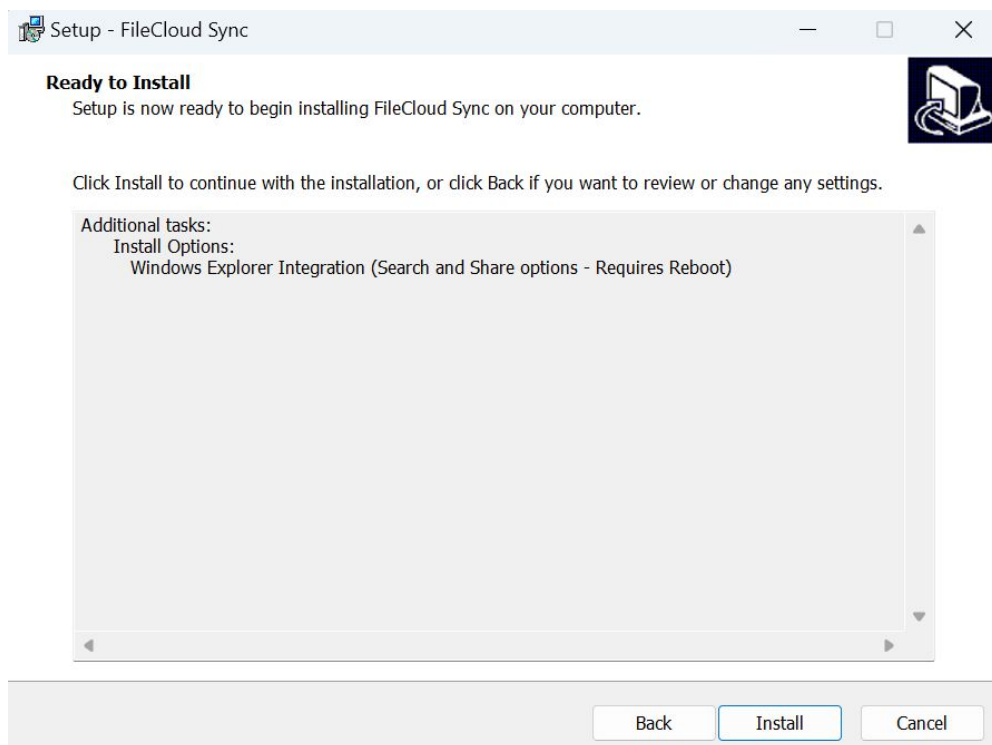 Setup - FileCloud Sync
Ready to Install
Setup is now ready to begin installing FileCloud Sync on your computer.
Click Install to continue with the installation, or click Back if you want to review or change any settings.
Additional tasks:
Install Options:
Windows Explorer Integration (Search and Share options - Requires Reboot)
Back Install Cancel